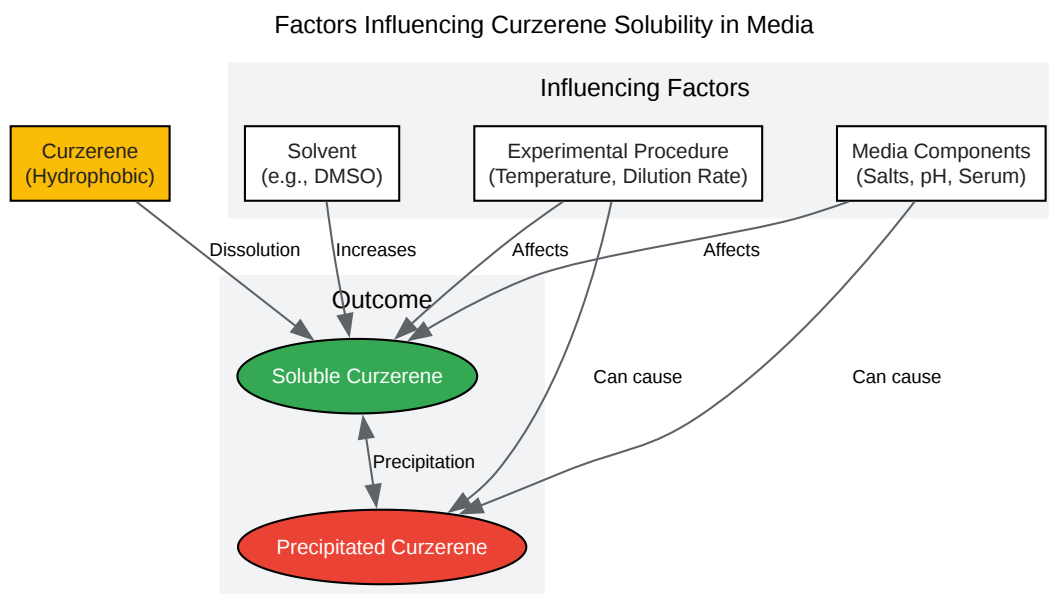 Factors Influencing Curzerene Solubility in Media
Influencing Factors
Curzerene
(Hydrophobic)
Solvent
(e.g., DMSO)
Experimental Procedure
(Temperature, Dilution Rate)
Media Components
(Salts, pH, Serum)
Dissolution
Increases
Affects
Affects
Outcome
Soluble Curzerene
Can cause
Can cause
Precipitation
Precipitated Curzerene